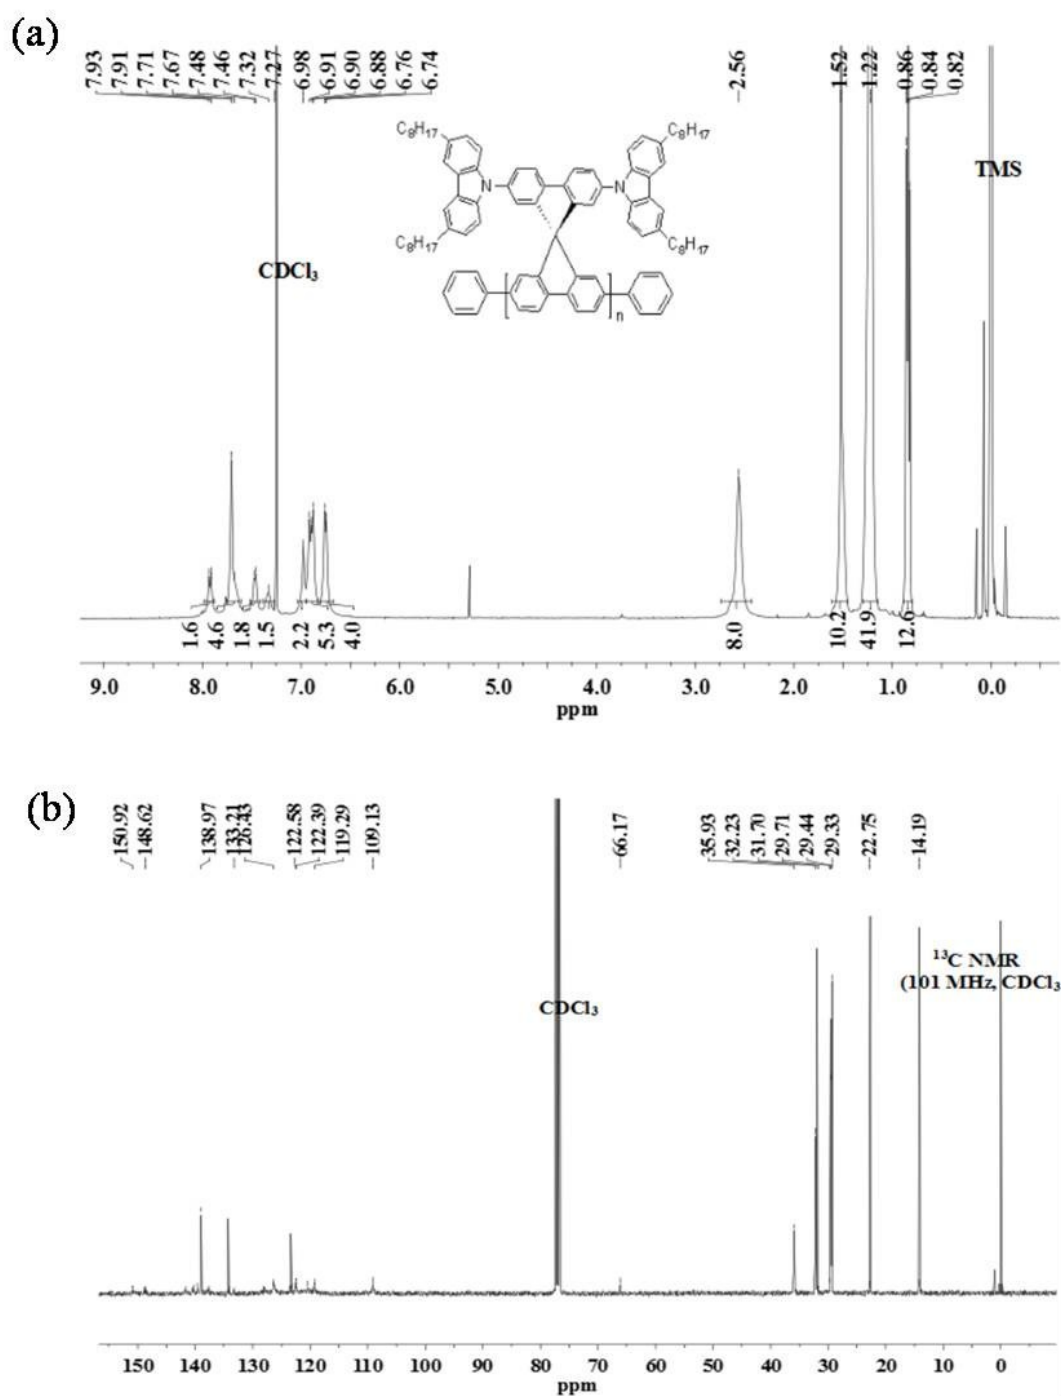 (a)
7.93 7.91 7.71 7.67 7.48 7.46 7.32 7.27 6.98 6.91 6.90 6.88 6.76 6.74 2.56 1.52 1.22 0.86 0.84 0.82
C8H17 C8H17
N N
C8H17 C8H17
n
TMS
CDCl3
1.6 4.6 1.8 1.5 2.2 5.3 4.0 8.0 10.2 41.9 12.6
9.0 8.0 7.0 6.0 5.0 4.0 3.0 2.0 1.0 0.0
ppm
(b)
150.92 148.62 138.97 133.21 126.43 122.58 122.39 119.29 109.13 66.17 35.93 32.23 31.70 29.71 29.44 29.33 22.75 14.19
13C NMR
(101 MHz, CDCl3
CDCl3
150 140 130 120 110 100 90 80 70 60 50 40 30 20 10 0
ppm